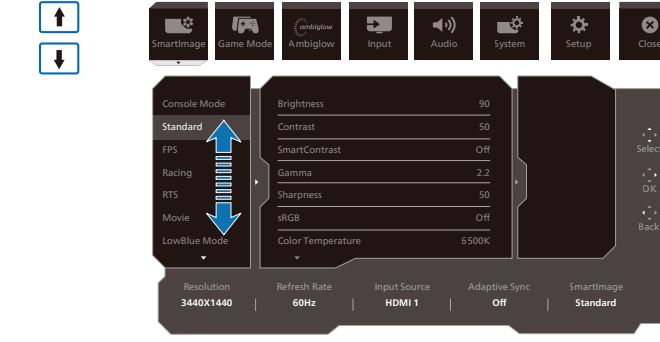 ambiglow
SmartImage Game Mode Ambiglow Input Audio System Setup Close
Console Mode
Standard
FPS
Racing
RTS
Movie
LowBlue Mode
Brightness 90
Contrast 50
SmartContrast Off
Gamma 2.2
Sharpness 50
sRGB Off
Color Temperature 6500K
Select
OK
Back
Resolution Refresh Rate Input Source Adaptive Sync SmartImage
3440X1440 60Hz HDMI 1 Off Standard